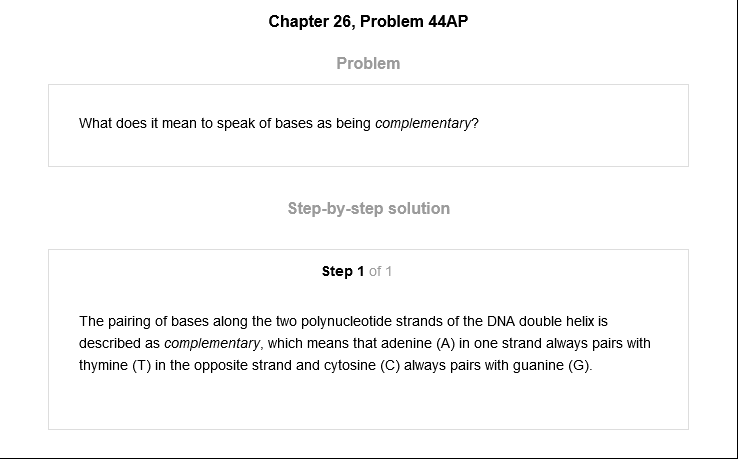 Chapter 26, Problem 44AP
Problem
What does it mean to speak of bases as being complementary?
Step-by-step solution
Step 1 of 1
The pairing of bases along the two polynucleotide strands of the DNA double helix is
described as complementary, which means that adenine (A) in one strand always pairs with
thymine (T) in the opposite strand and cytosine (C) always pairs with guanine (G).